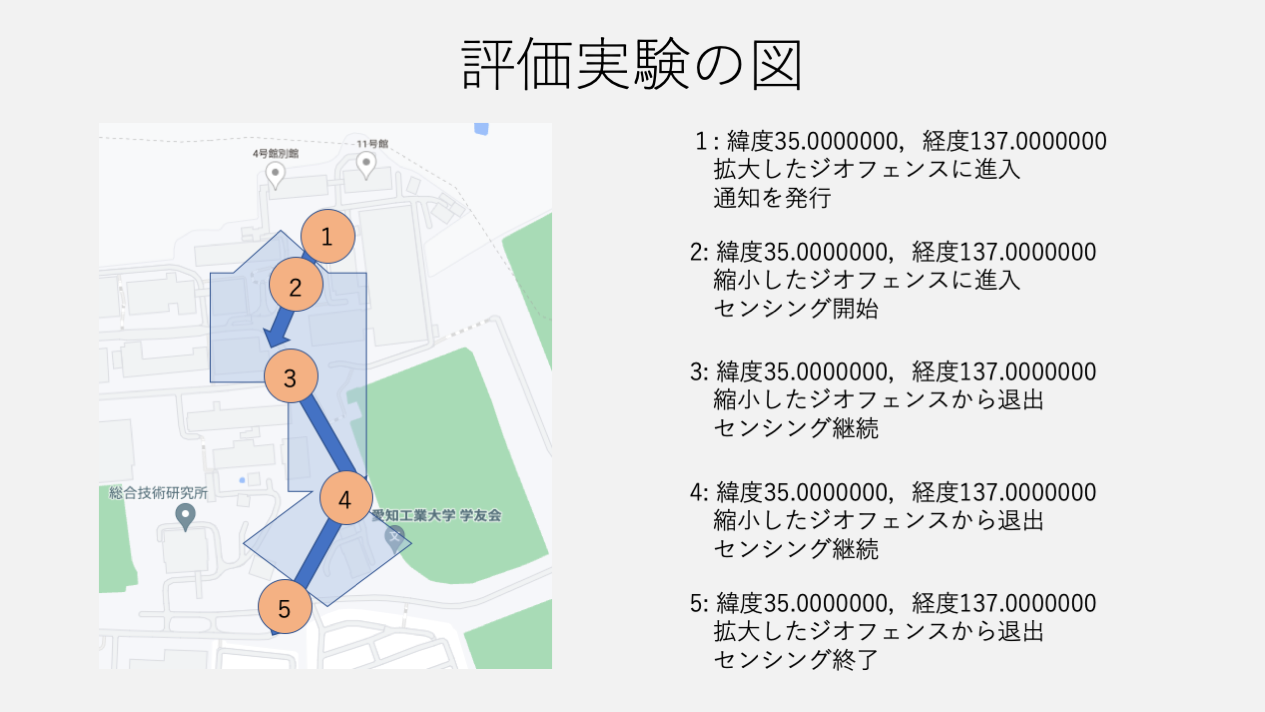 評価実験の図
4号館別館
11号館
1
2
3
4
5
総合技術研究所
愛知工業大学 学友会
文
1 : 緯度35.0000000，経度137.0000000
拡大したジオフェンスに進入
通知を発行
2: 緯度35.0000000，経度137.0000000
縮小したジオフェンスに進入
センシング開始
3: 緯度35.0000000，経度137.0000000
縮小したジオフェンスから退出
センシング継続
4: 緯度35.0000000，経度137.0000000
縮小したジオフェンスから退出
センシング継続
5: 緯度35.0000000，経度137.0000000
拡大したジオフェンスから退出
センシング終了